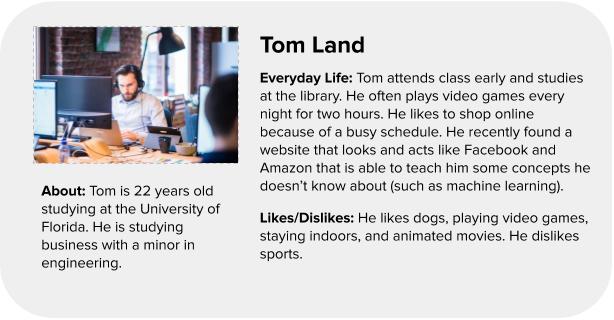 Tom Land
Everyday Life: Tom attends class early and studies
at the library. He often plays video games every
night for two hours. He likes to shop online
because of a busy schedule. He recently found a
website that looks and acts like Facebook and
Amazon that is able to teach him some concepts he
doesn't know about (such as machine learning).
Likes/Dislikes: He likes dogs, playing video games,
staying indoors, and animated movies. He dislikes
sports.
About: Tom is 22 years old
studying at the University of
Florida. He is studying
business with a minor in
engineering.